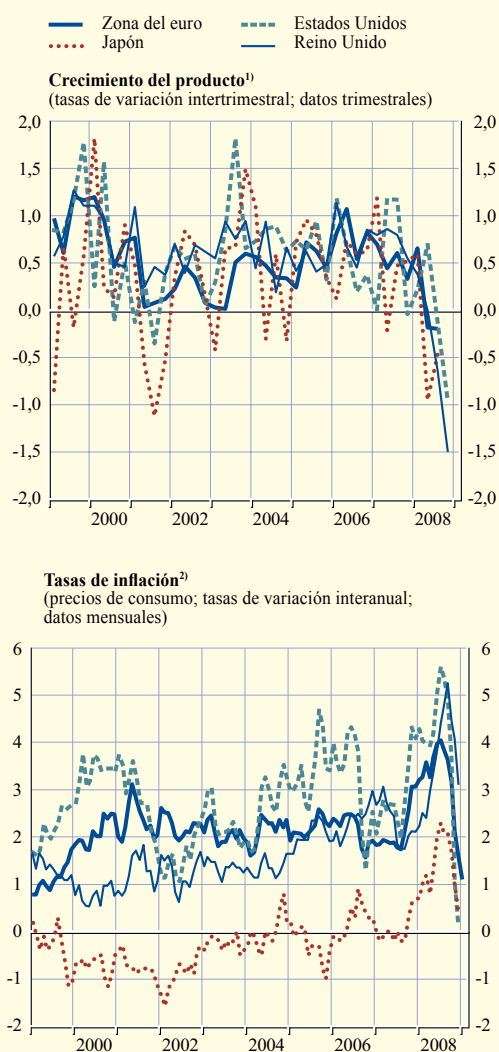 Zona del euro Estados Unidos
Japón Reino Unido
Crecimiento del producto1)
(tasas de variación intertrimestral; datos trimestrales)
2,0 2,0
1,5 1,5
1,0 1,0
0,5 0,5
0,0 0,0
-0,5 -0,5
-1,0 -1,0
-1,5 -1,5
-2,0 -2,0
2000 2002 2004 2006 2008
Tasas de inflación2)
(precios de consumo; tasas de variación interanual;
datos mensuales)
6 6
5 5
4 4
3 3
2 2
1 1
0 0
-1 -1
-2 -2
2000 2002 2004 2006 2008